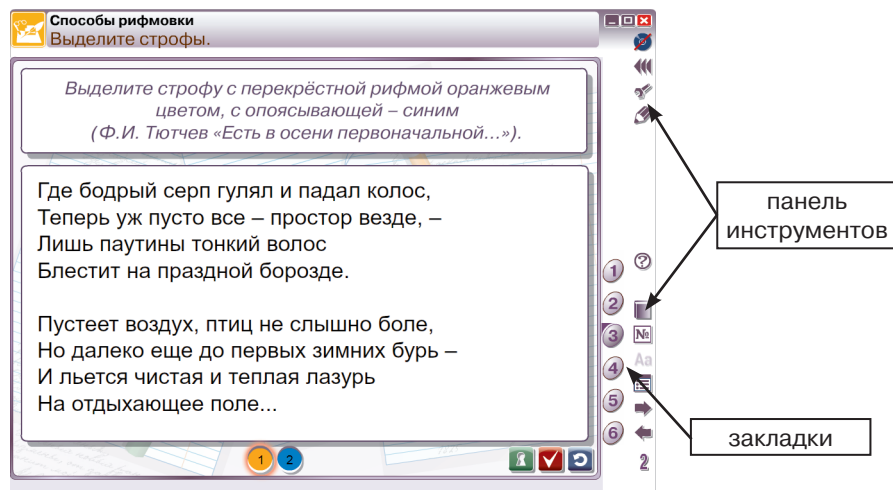 Способы рифмовки
Выделите строфы.
Выделите строфу с перекрёстной рифмой оранжевым
цветом, с опоясывающей – синим
(Ф.И. Тютчев «Есть в осени первоначальной...»).
Где бодрый серп гулял и падал колос,
Теперь уж пусто все – простор везде, –
Лишь паутины тонкий волос
Блестит на праздной борозде.
Пустеет воздух, птиц не слышно боле,
Но далеко еще до первых зимних бурь –
И льется чистая и теплая лазурь
На отдыхающее поле...
1 2
1
2
3
4
5
6
?
№
Aa
2
панель
инструментов
закладки